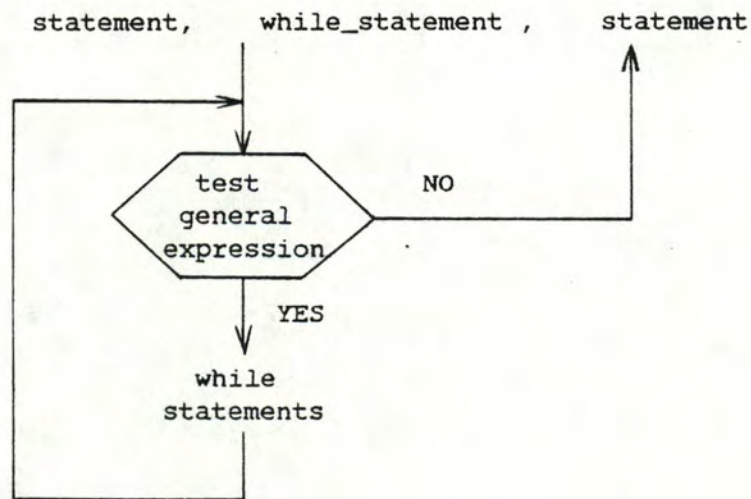 statement, while_statement , statement
test
general
expression
NO
YES
while
statements